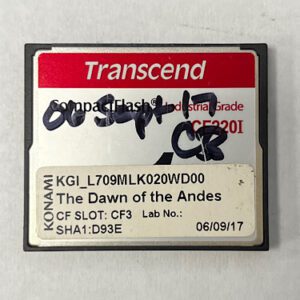 Transcend
CompactFlash® Industrial Grade
06 Sept 17
CF220I
CB
KONAMI
KGI_L709MLK020WD00
The Dawn of the Andes
CF SLOT: CF3 Lab No.:
SHA1:D93E 06/09/17